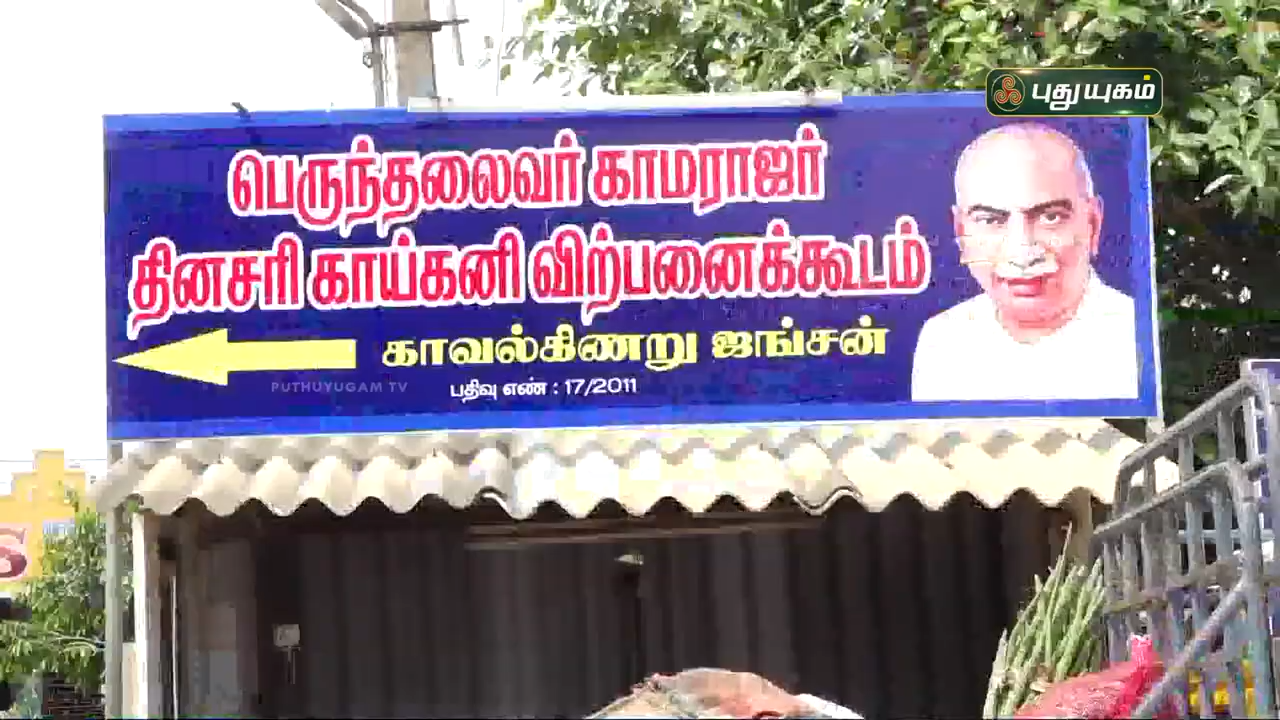 புதுயுகம்
பெருந்தலைவர் காமராஜர்
தினசரி காய்கனி விற்பனைக்கூடம்
காவல்கிணறு ஜங்சன்
பதிவு எண் : 17/2011
PUTHUYUGAM TV